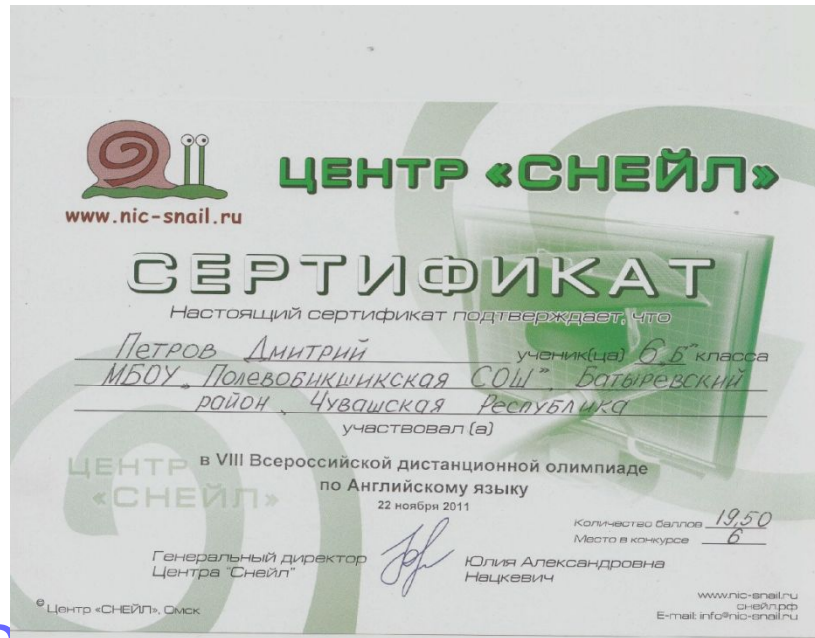 ЦЕНТР «СНЕЙЛ»
www.nic-snail.ru
СЕРТИФИКАТ
Настоящий сертификат подтверждает, что
Петров Дмитрий ученик(ца) 6 „Б" класса
МБОУ „Полевобикшикская СОШ", Батыревский
район, Чувашская Республика
участвовал (а)
ЦЕНТР «СНЕЙЛ»
в VIII Всероссийской дистанционной олимпиаде
по Английскому языку
22 ноября 2011
Количество баллов 19,50
Место в конкурсе 6
Генеральный директор
Центра "Снейл"
Юлия Александровна
Нацкевич
© Центр «СНЕЙЛ», Омск
www.nic-snail.ru
снейл.рф
E-mail: info@nic-snail.ru